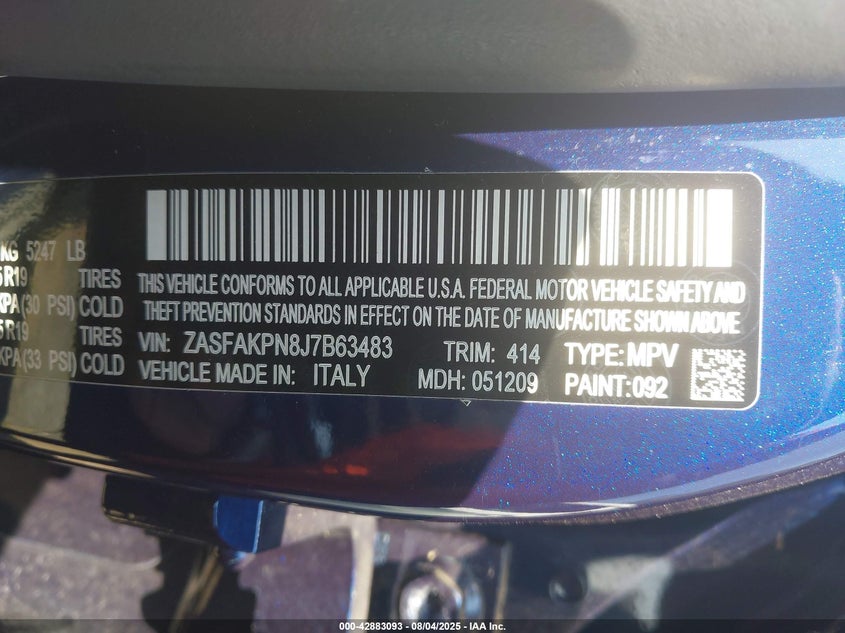 KG 5247 LB
5R19 TIRES
KPA (30 PSI) COLD
5R19 TIRES
KPA (33 PSI) COLD
THIS VEHICLE CONFORMS TO ALL APPLICABLE U.S.A. FEDERAL MOTOR VEHICLE SAFETY AND
THEFT PREVENTION STANDARDS IN EFFECT ON THE DATE OF MANUFACTURE SHOWN ABOVE
VIN: ZASFAKPN8J7B63483 TRIM: 414 TYPE: MPV
VEHICLE MADE IN: ITALY MDH: 051209 PAINT: 092
000-42883093 - 08/04/2025 - IAA Inc.